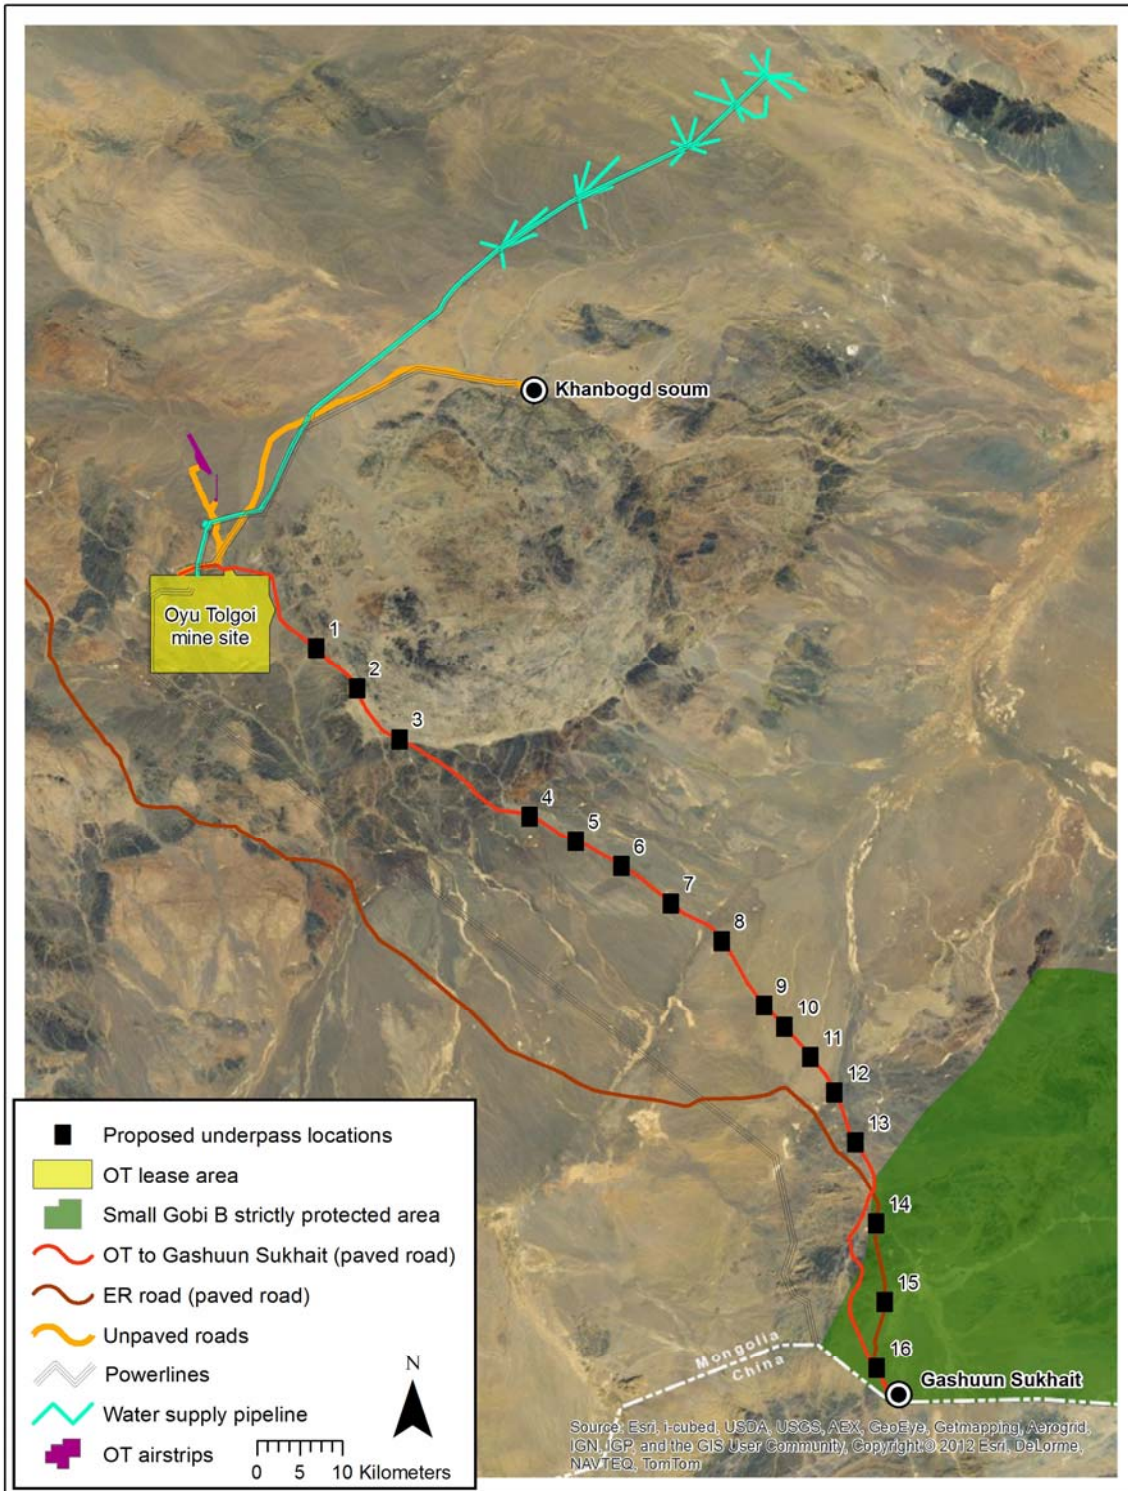 Khanbogd soum
Oyu Tolgoi
mine site
1
2
3
4
5
6
7
8
9
10
11
12
13
14
15
16
Mongolia
China
Gashuun Sukhait
Proposed underpass locations
OT lease area
Small Gobi B strictly protected area
OT to Gashuun Sukhait (paved road)
ER road (paved road)
Unpaved roads
Powerlines
Water supply pipeline
OT airstrips
N
0 5 10 Kilometers
Source: Esri, i-cubed, USDA, USGS, AEX, GeoEye, Getmapping, Aerogrid,
IGN, IGP, and the GIS User Community, Copyright:© 2012 Esri, DeLorme,
NAVTEQ, TomTom